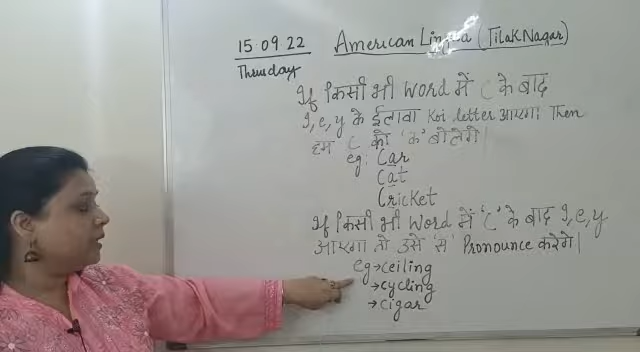 15.09.22
Thursday
American Lingua (Tilak Nagar)
If किसी भी Word में C के बाद
I, e, y के ईलावा Koi letter आएगा Then
हम C को 'क' बोलेगे।
eg: Car
Cat
Cricket
If किसी भी Word में 'C' के बाद I, e, y
आएगा तो उसे 'स' Pronounce करेगे।
eg → ceiling
→ cycling
→ cigar